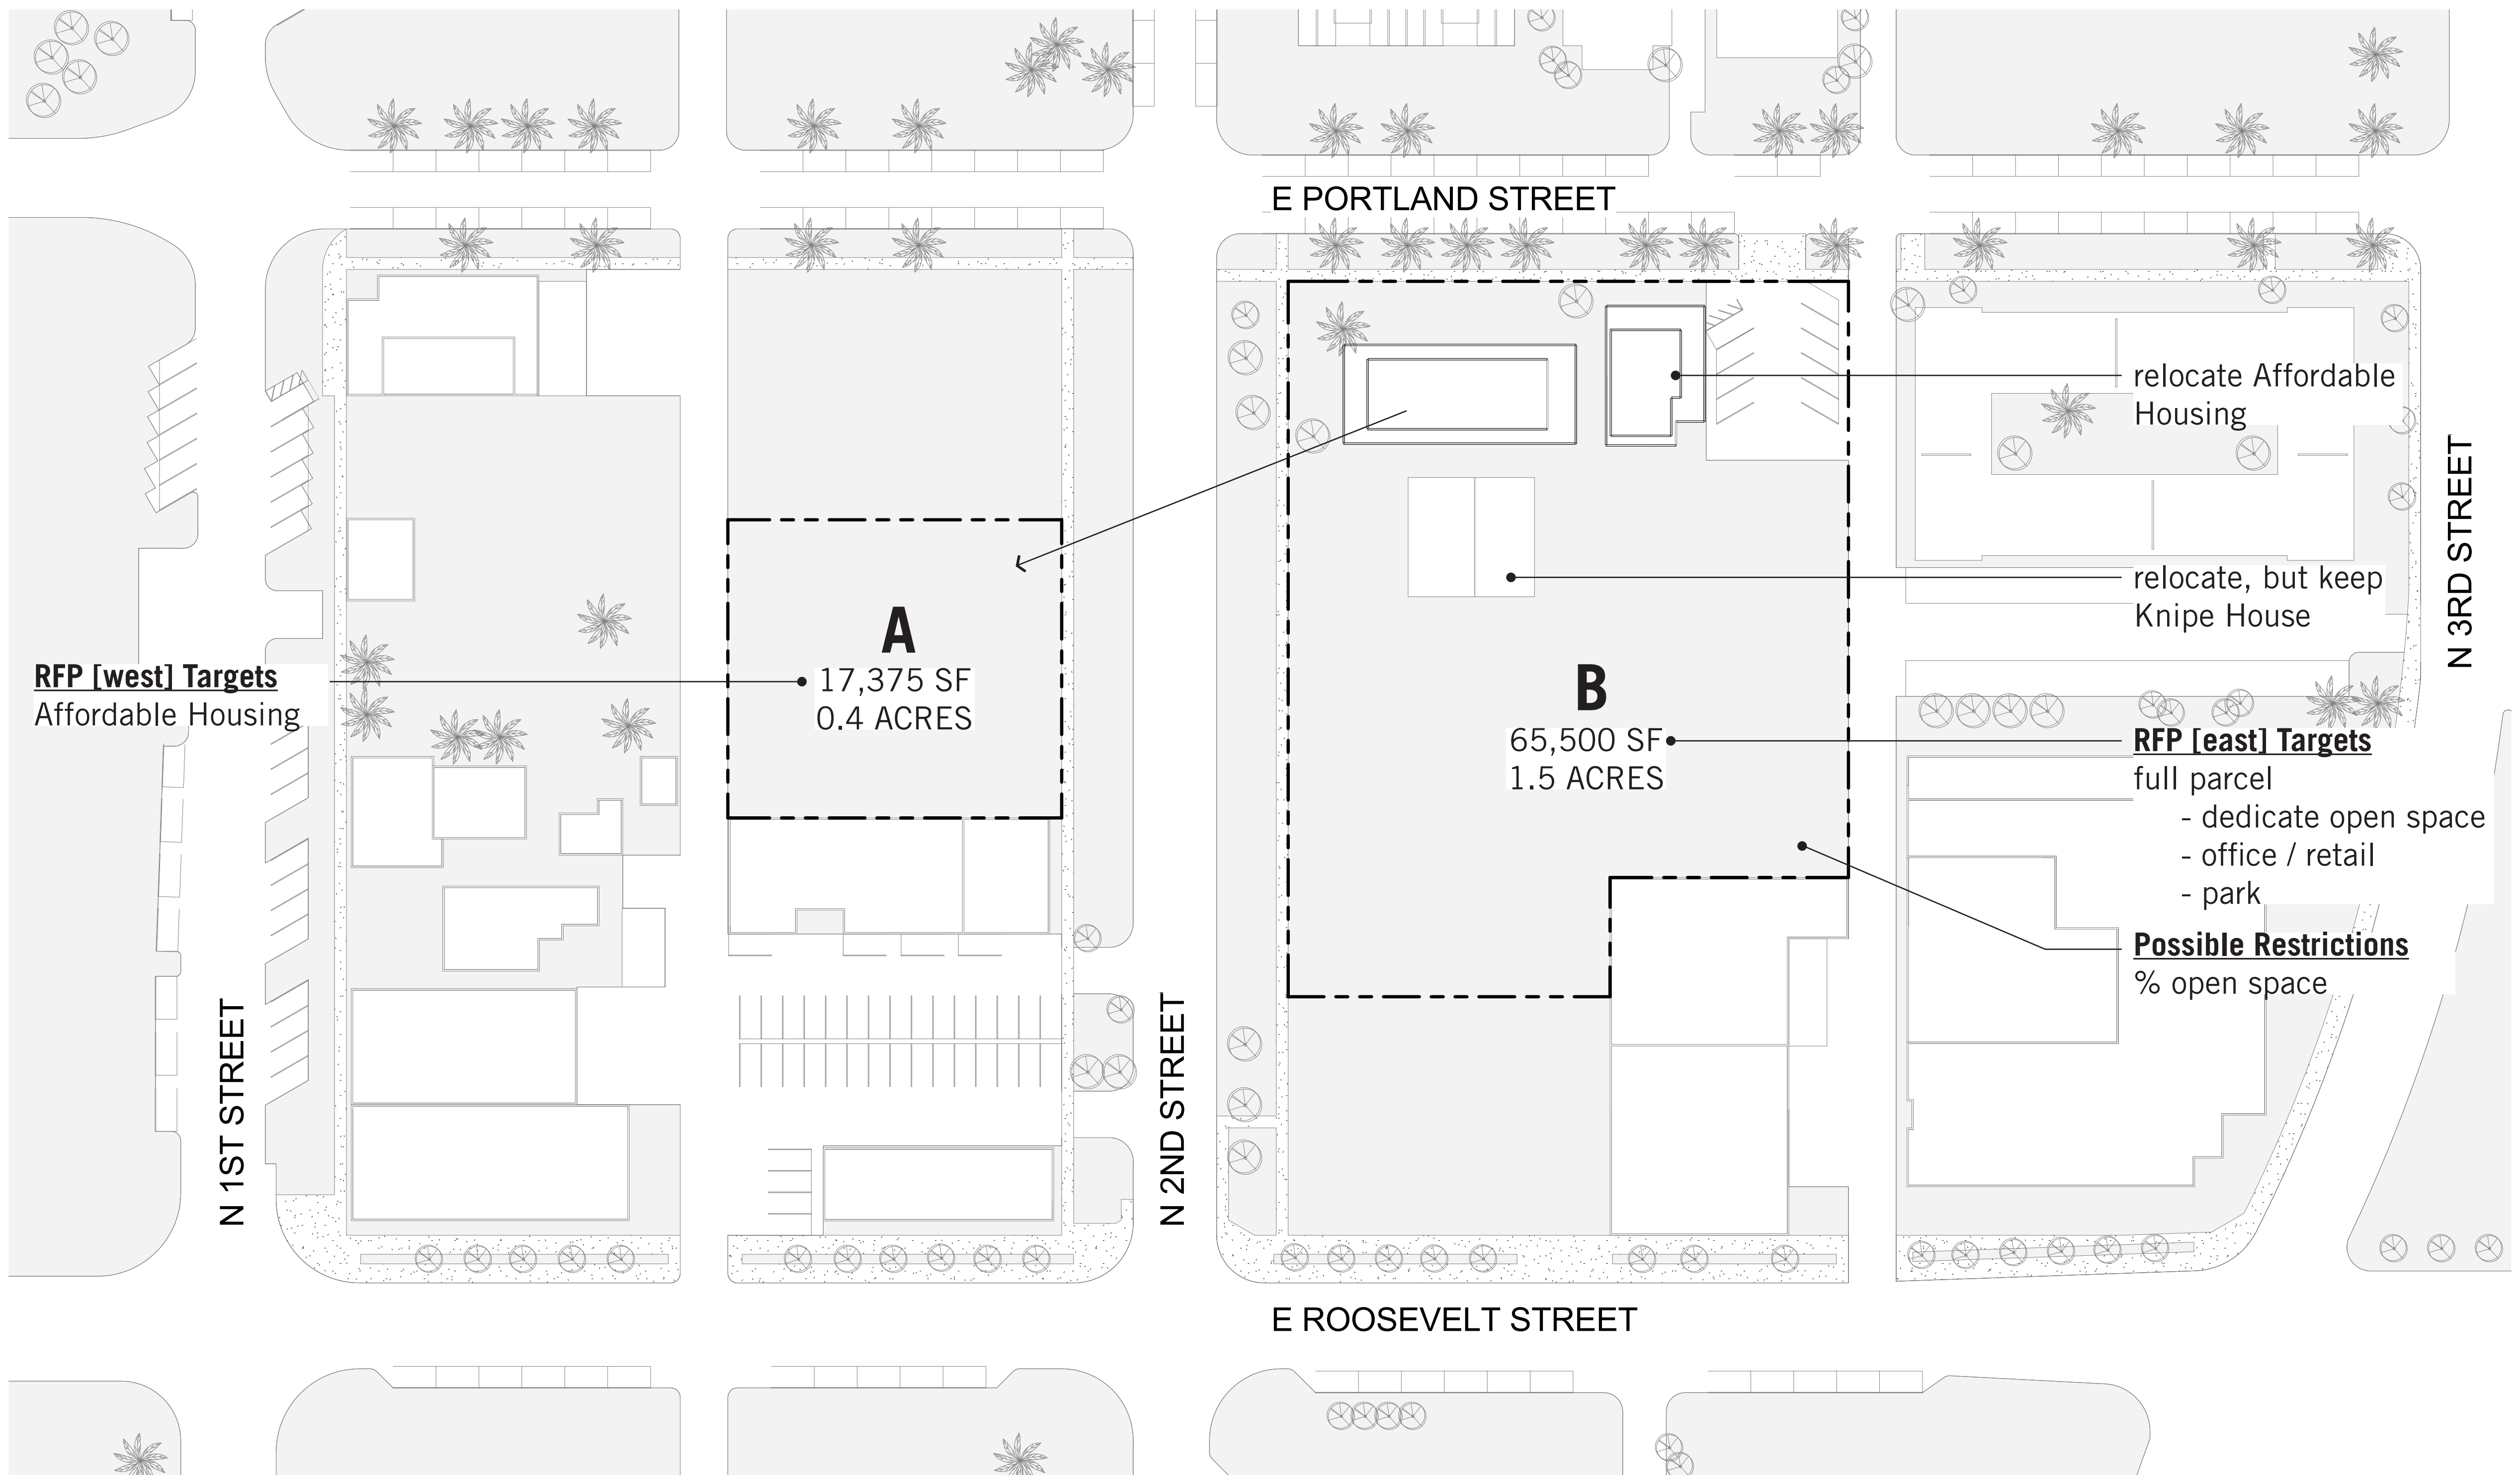 E PORTLAND STREET
relocate Affordable
Housing
relocate, but keep
Knipe House
N 3RD STREET
A
17,375 SF
0.4 ACRES
RFP [west] Targets
Affordable Housing
B
65,500 SF
1.5 ACRES
RFP [east] Targets
full parcel
- dedicate open space
- office / retail
- park
Possible Restrictions
% open space
N 1ST STREET
N 2ND STREET
E ROOSEVELT STREET